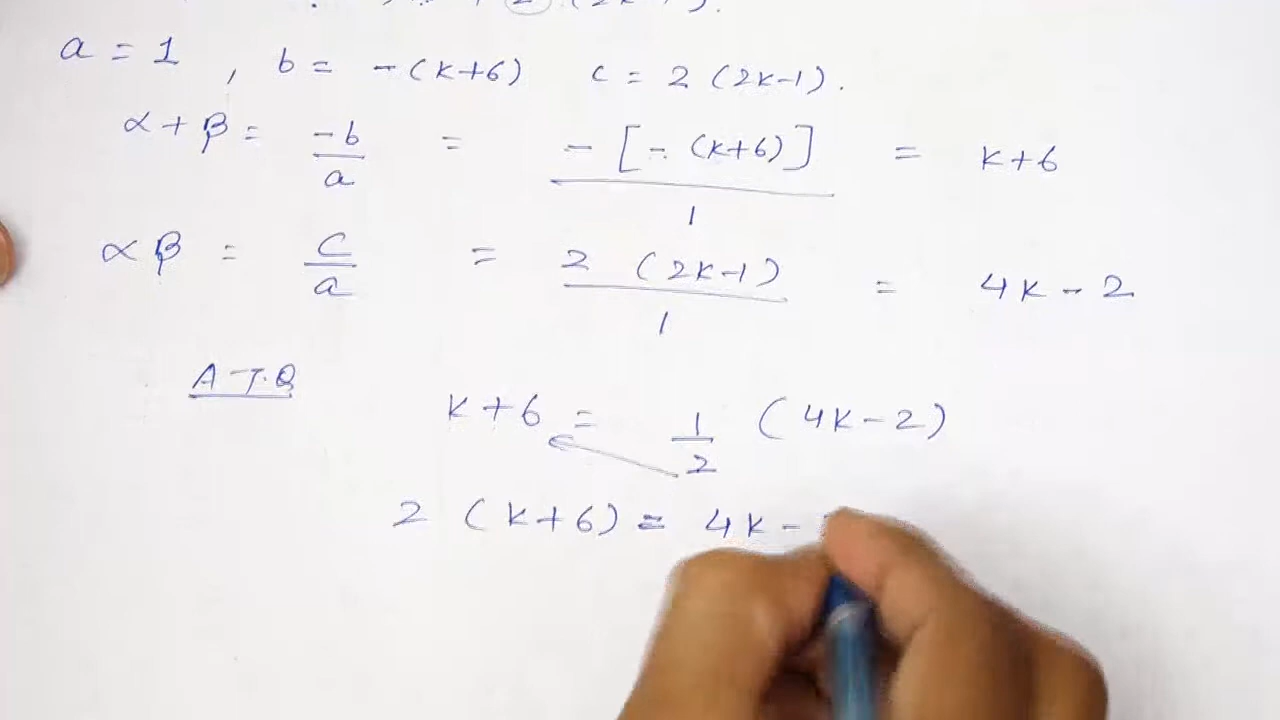 a = 1 , b = -(k+6) c = 2 (2k-1).
α + β = -b/a = -[-(k+6)]/1 = k+6
αβ = c/a = 2 (2k-1)/1 = 4k - 2
A.T.Q
k+6 = 1/2 (4k-2)
2 (k+6) = 4k -